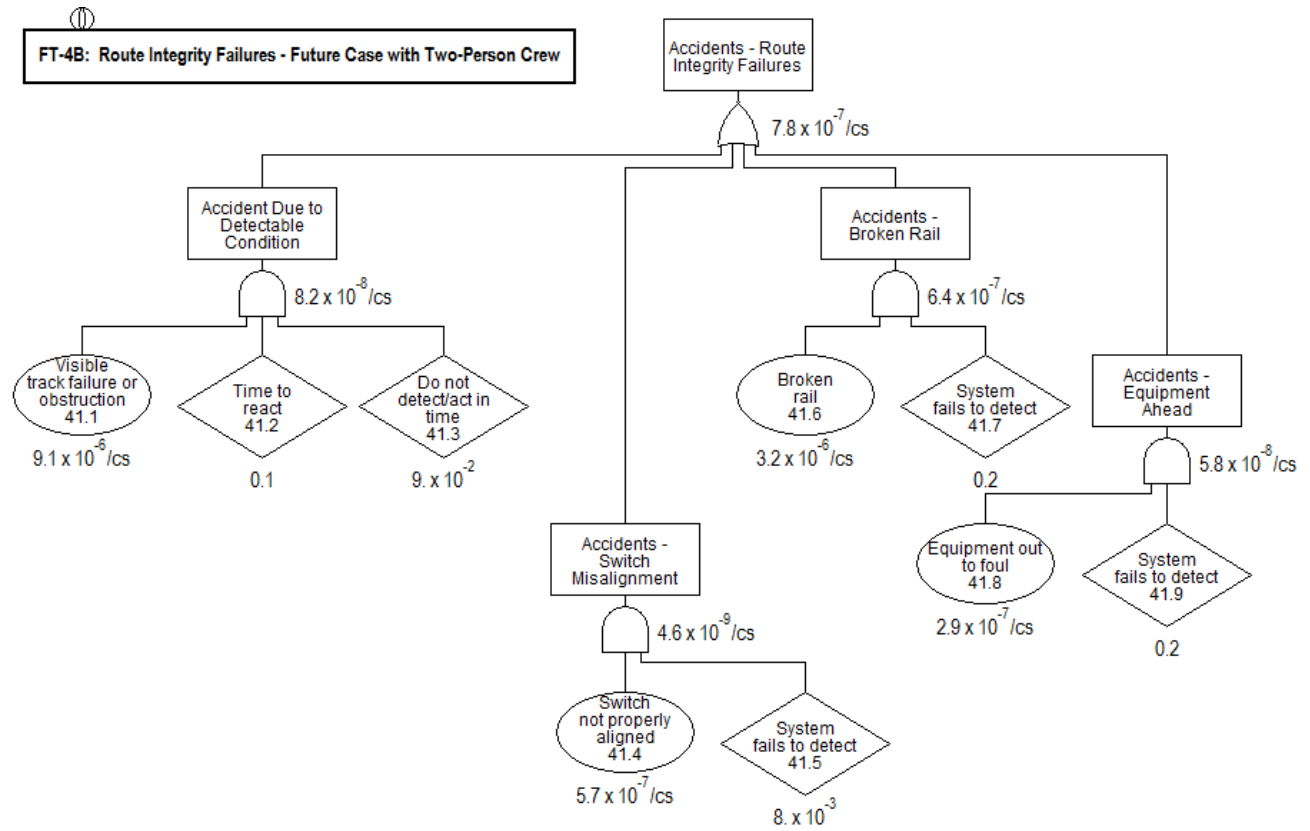 FT-4B: Route Integrity Failures - Future Case with Two-Person Crew
Accidents - Route
Integrity Failures
7.8 x 10⁻⁷/cs
Accident Due to
Detectable
Condition
8.2 x 10⁻⁸/cs
Visible
track failure or
obstruction
41.1
9.1 x 10⁻⁶/cs
Time to
react
41.2
0.1
Do not
detect/act in
time
41.3
9. x 10⁻²
Accidents -
Switch
Misalignment
4.6 x 10⁻⁹/cs
Switch
not properly
aligned
41.4
5.7 x 10⁻⁷/cs
System
fails to detect
41.5
8. x 10⁻³
Accidents -
Broken Rail
6.4 x 10⁻⁷/cs
Broken
rail
41.6
3.2 x 10⁻⁶/cs
System
fails to detect
41.7
0.2
Accidents -
Equipment
Ahead
5.8 x 10⁻⁸/cs
Equipment out
to foul
41.8
2.9 x 10⁻⁷/cs
System
fails to detect
41.9
0.2